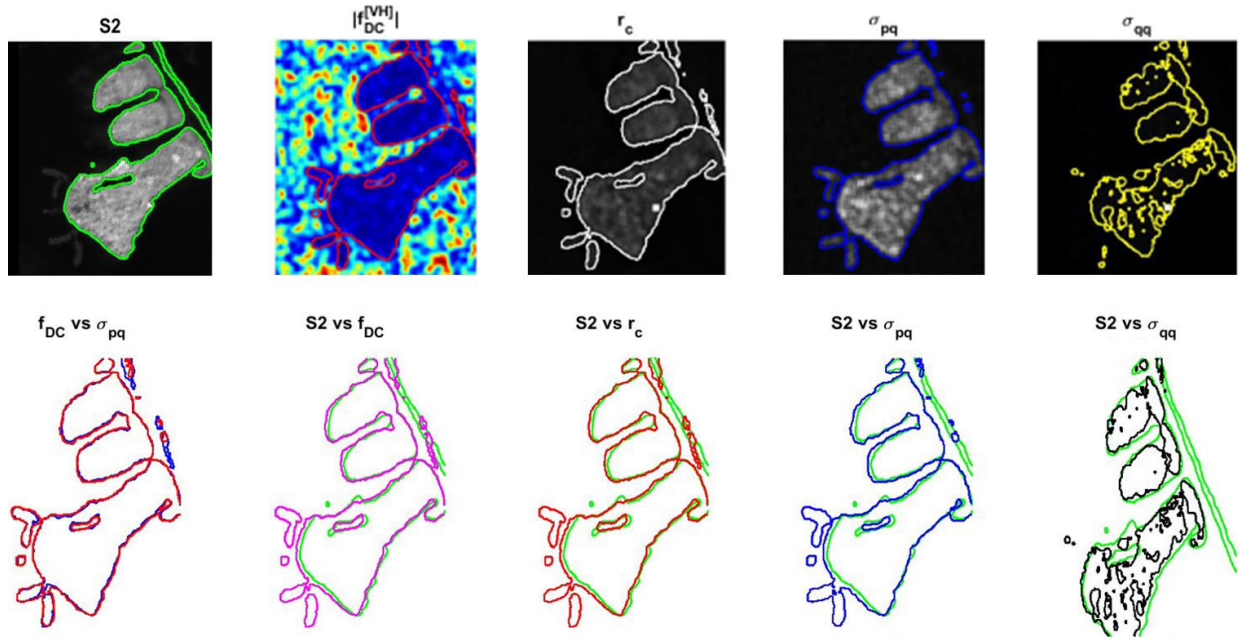 S2
|f_DC^[VH]|
r_c
σ_pq
σ_qq
f_DC vs σ_pq
S2 vs f_DC
S2 vs r_c
S2 vs σ_pq
S2 vs σ_qq